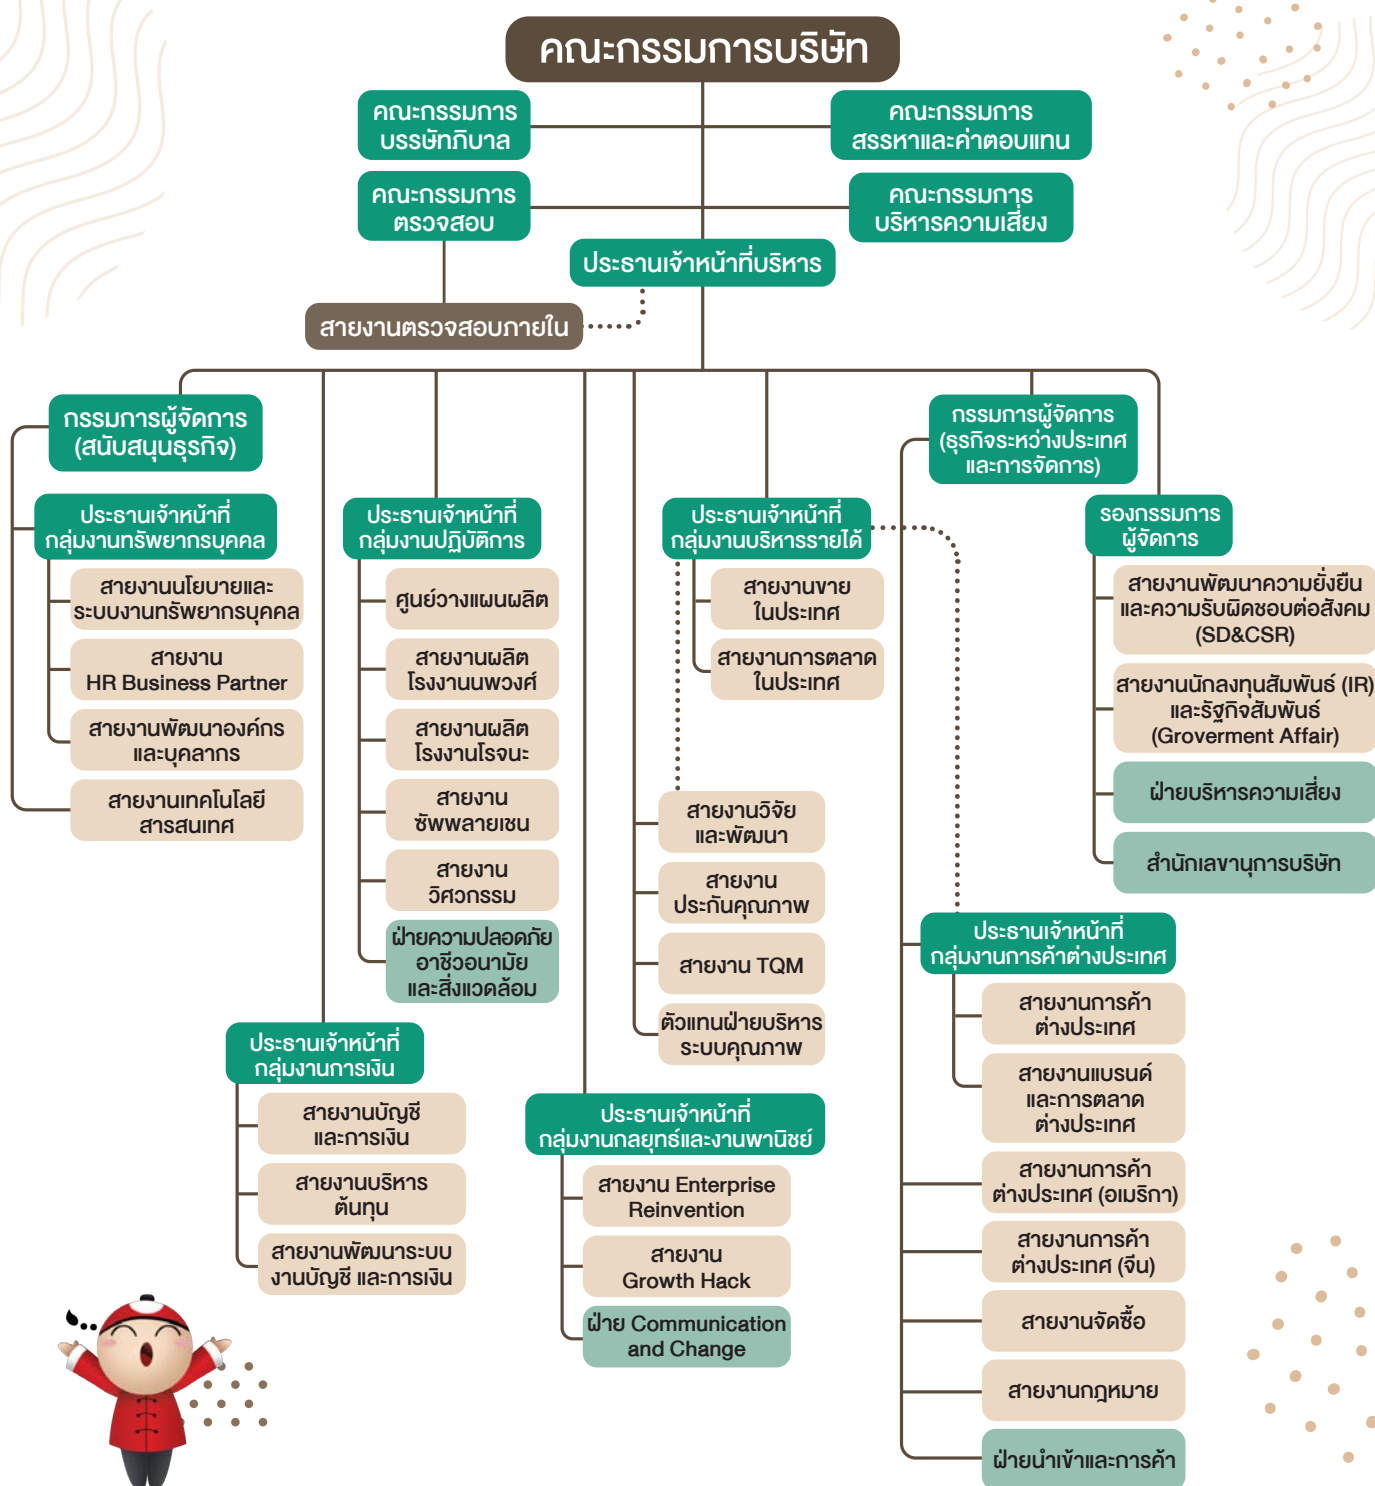 คณะกรรมการบริษัท
คณะกรรมการ
บรรษัทภิบาล
คณะกรรมการ
สรรหาและค่าตอบแทน
คณะกรรมการ
ตรวจสอบ
คณะกรรมการ
บริหารความเสี่ยง
ประธานเจ้าหน้าที่บริหาร
สายงานตรวจสอบภายใน
กรรมการผู้จัดการ
(สนับสนุนธุรกิจ)
ประธานเจ้าหน้าที่
กลุ่มงานทรัพยากรบุคคล
สายงานนโยบายและ
ระบบงานทรัพยากรบุคคล
สายงาน
HR Business Partner
สายงานพัฒนาองค์กร
และบุคลากร
สายงานเทคโนโลยี
สารสนเทศ
ประธานเจ้าหน้าที่
กลุ่มงานการเงิน
สายงานบัญชี
และการเงิน
สายงานบริหาร
ต้นทุน
สายงานพัฒนาระบบ
งานบัญชี และการเงิน
ประธานเจ้าหน้าที่
กลุ่มงานปฏิบัติการ
ศูนย์วางแผนผลิต
สายงานผลิต
โรงงานนพวงศ์
สายงานผลิต
โรงงานโรจนะ
สายงาน
ซัพพลายเชน
สายงาน
วิศวกรรม
ฝ่ายความปลอดภัย
อาชีวอนามัย
และสิ่งแวดล้อม
ประธานเจ้าหน้าที่
กลุ่มงานกลยุทธ์และงานพานิชย์
สายงาน Enterprise
Reinvention
สายงาน
Growth Hack
ฝ่าย Communication
and Change
สายงานวิจัย
และพัฒนา
สายงาน
ประกันคุณภาพ
สายงาน TQM
ตัวแทนฝ่ายบริหาร
ระบบคุณภาพ
ประธานเจ้าหน้าที่
กลุ่มงานบริหารรายได้
สายงานขาย
ในประเทศ
สายงานการตลาด
ในประเทศ
กรรมการผู้จัดการ
(ธุรกิจระหว่างประเทศ
และการจัดการ)
ประธานเจ้าหน้าที่
กลุ่มงานการค้าต่างประเทศ
สายงานการค้า
ต่างประเทศ
สายงานแบรนด์
และการตลาด
ต่างประเทศ
สายงานการค้า
ต่างประเทศ (อเมริกา)
สายงานการค้า
ต่างประเทศ (จีน)
สายงานจัดซื้อ
สายงานกฎหมาย
ฝ่ายนำเข้าและการค้า
รองกรรมการ
ผู้จัดการ
สายงานพัฒนาความยั่งยืน
และความรับผิดชอบต่อสังคม
(SD&CSR)
สายงานนักลงทุนสัมพันธ์ (IR)
และรัฐกิจสัมพันธ์
(Groverment Affair)
ฝ่ายบริหารความเสี่ยง
สำนักเลขานุการบริษัท